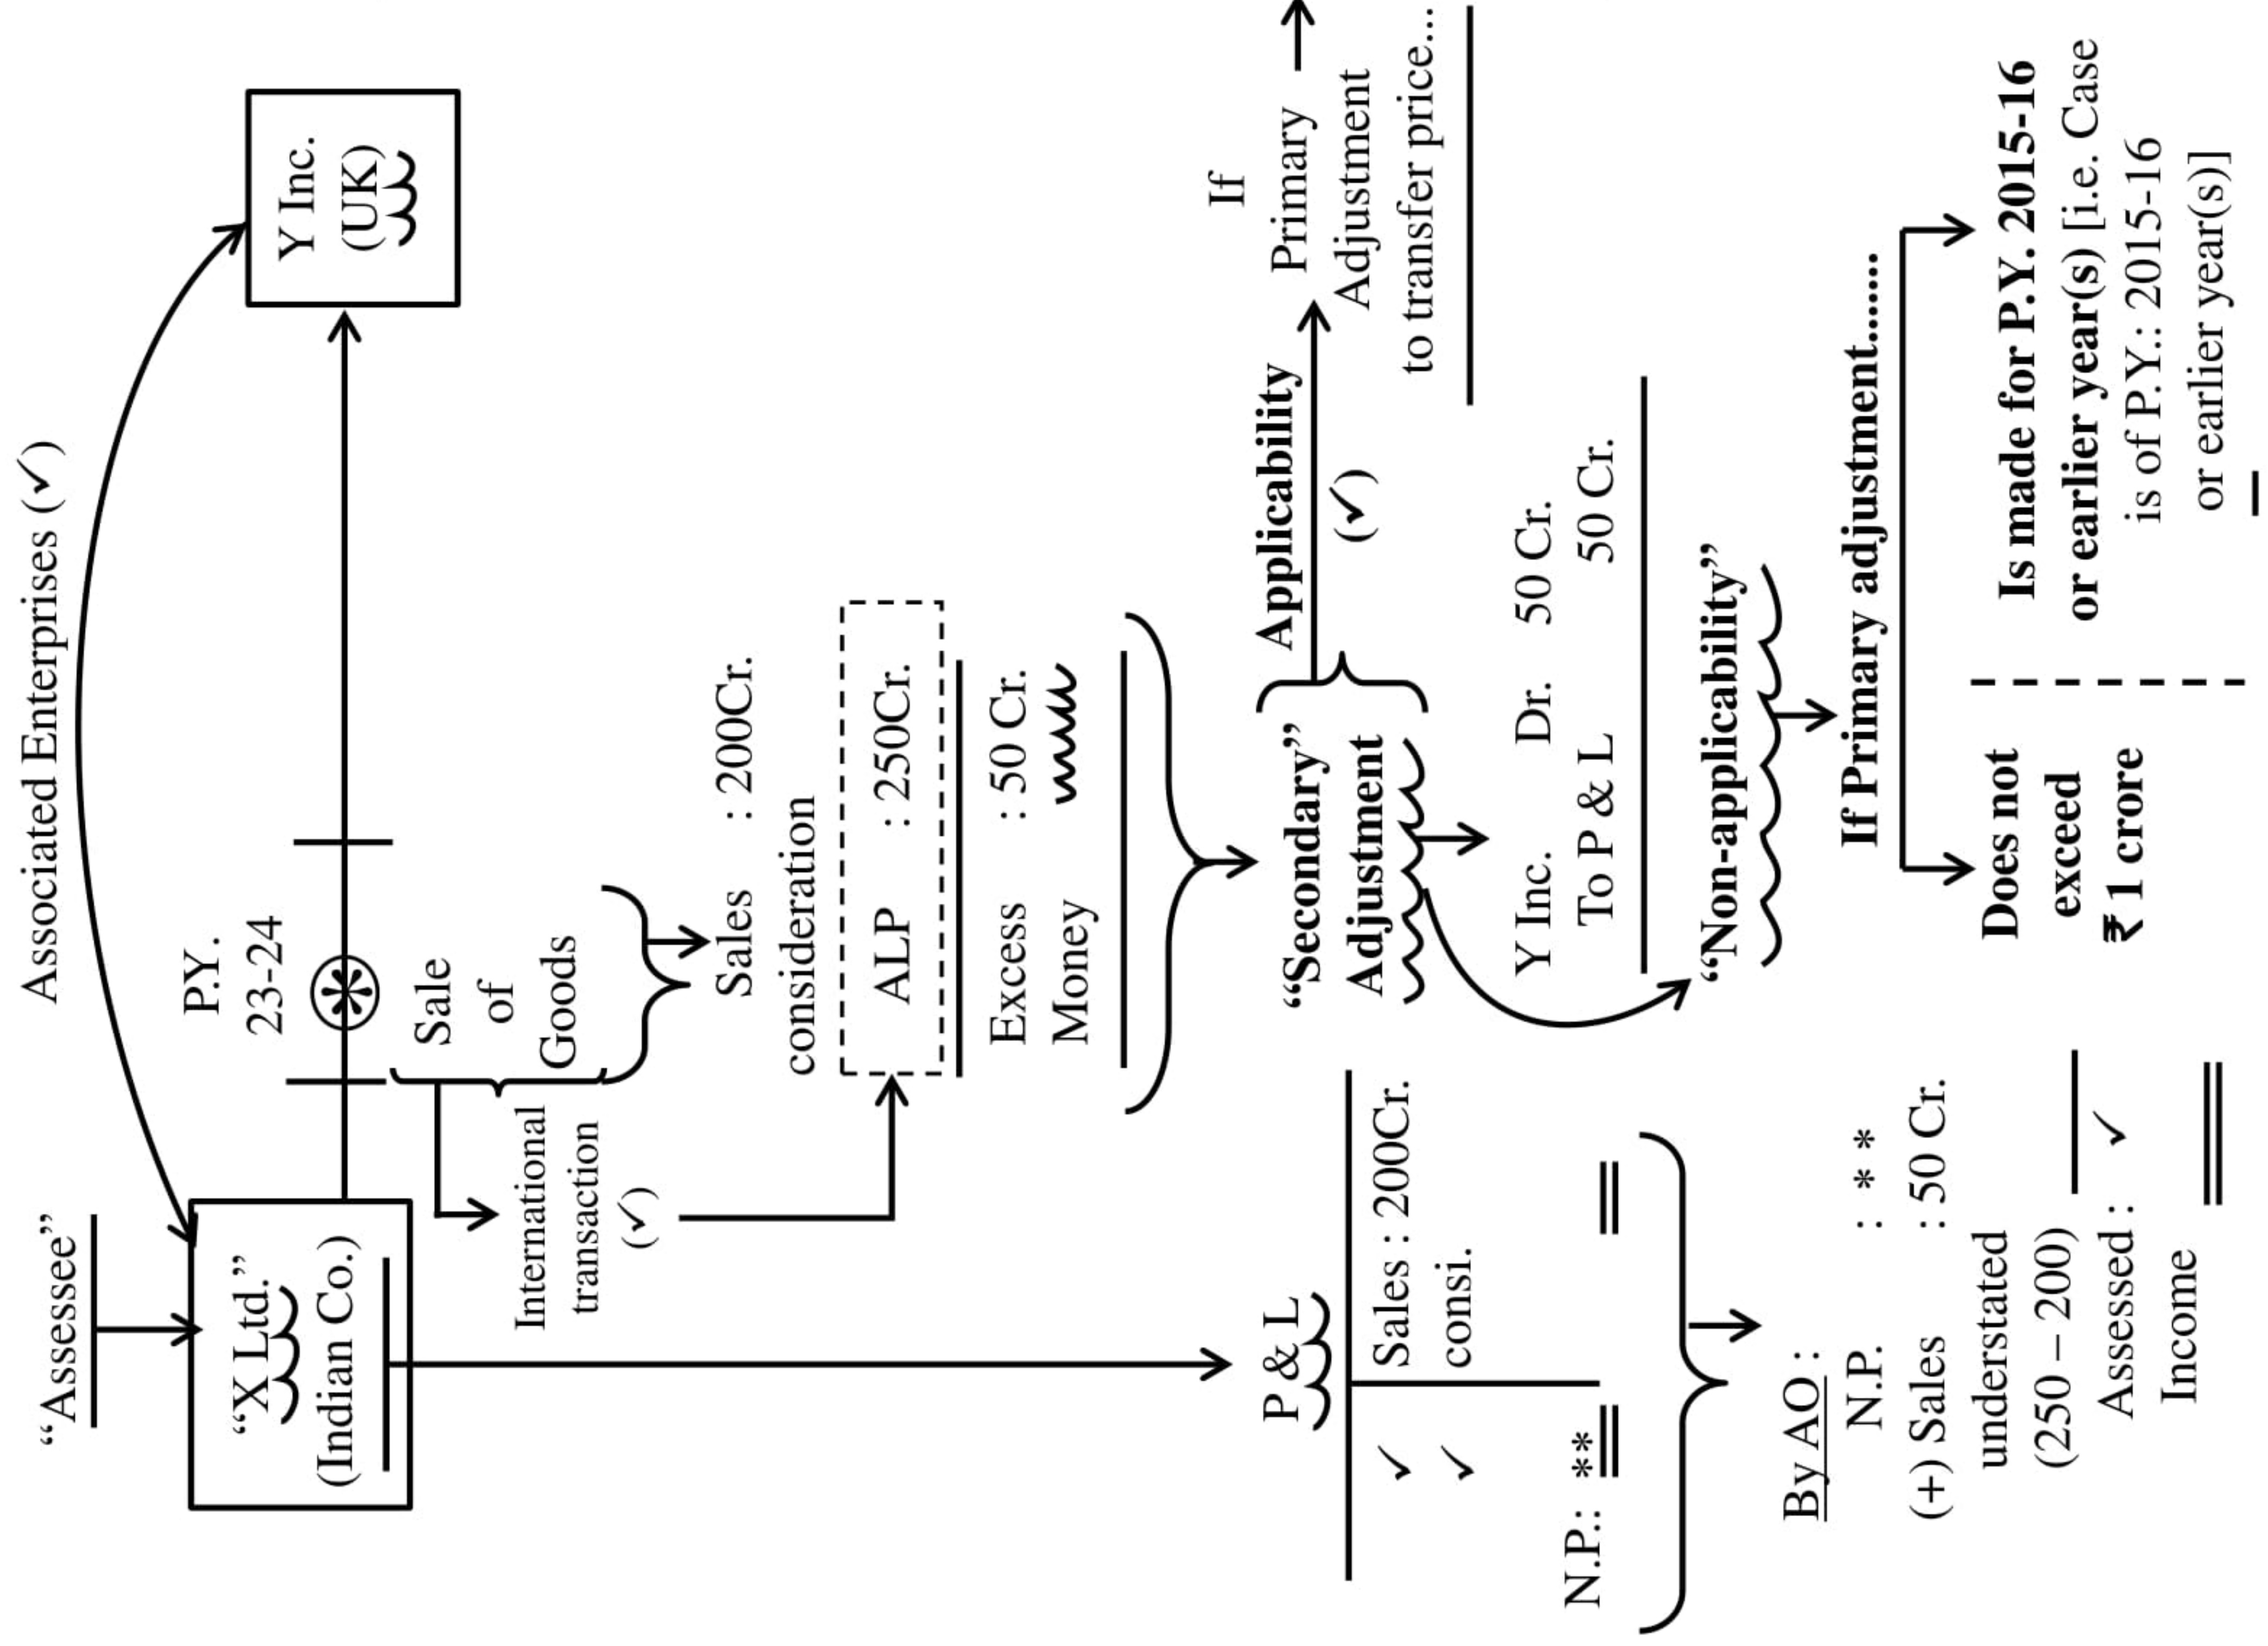 Associated Enterprises (✓)
“Assessee”
“X Ltd.”
(Indian Co.)
P.Y.
23-24
Y Inc.
(UK)
Sale
of
Goods
International
transaction
(✓)
Sales : 200Cr.
consideration
ALP : 250Cr.
Excess : 50 Cr.
Money
P & L
✓ Sales : 200Cr.
✓ consi.
N.P.: **
By AO :
N.P. : * *
(+) Sales : 50 Cr.
understated
(250 – 200)
Assessed : ✓
Income
“Secondary”
Adjustment
Applicability
(✓)
If
Primary →
Adjustment
to transfer price...
Y Inc. Dr. 50 Cr.
To P & L 50 Cr.
“Non-applicability”
If Primary adjustment.......
Does not
exceed
₹ 1 crore
Is made for P.Y. 2015-16
or earlier year(s) [i.e. Case
is of P.Y.: 2015-16
or earlier year(s)]